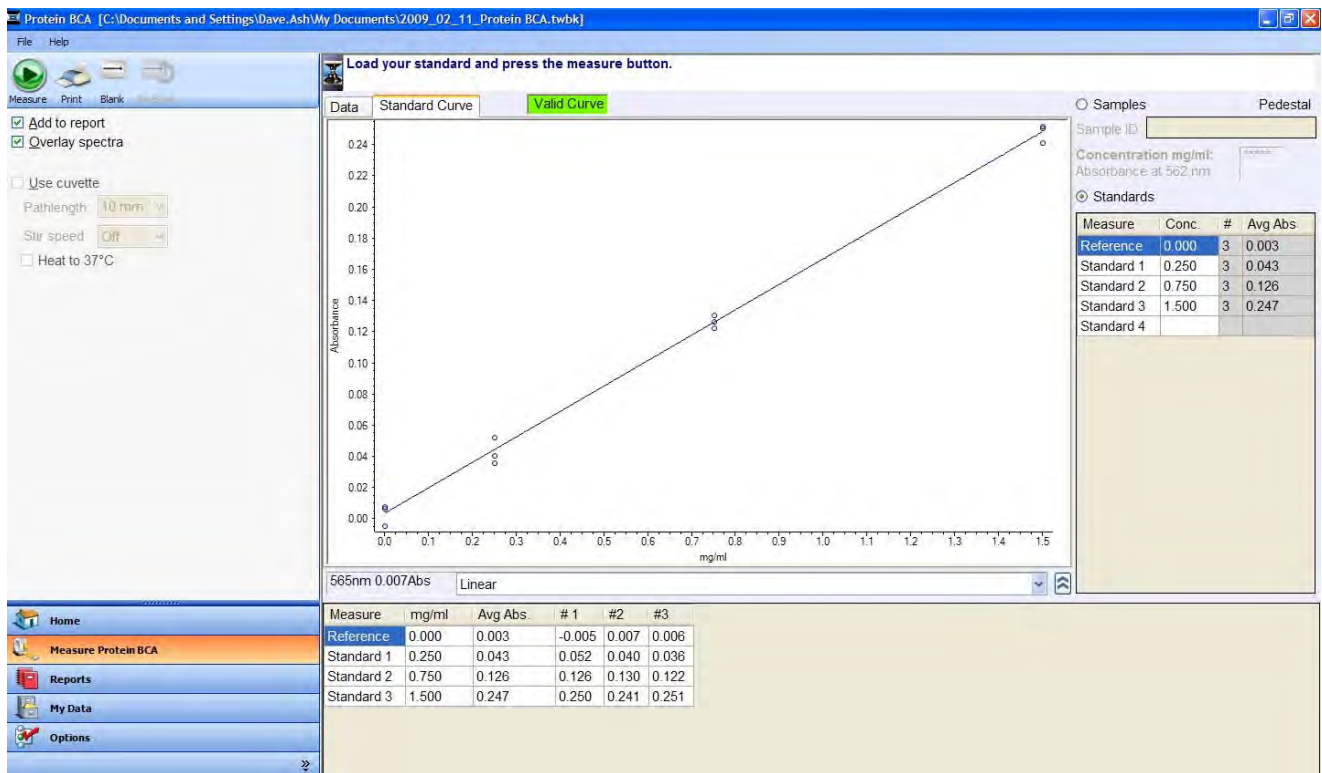 Protein BCA [C:\Documents and Settings\Dave.Ash\My Documents\2009_02_11_Protein BCA.twbk]
File Help
Measure Print Blank
Add to report
Overlay spectra
Use cuvette
Pathlength 10 mm
Stir speed Off
Heat to 37°C
Home
Measure Protein BCA
Reports
My Data
Options
Load your standard and press the measure button.
Data Standard Curve Valid Curve
Absorbance
0.24
0.22
0.20
0.18
0.16
0.14
0.12
0.10
0.08
0.06
0.04
0.02
0.00
0.0 0.1 0.2 0.3 0.4 0.5 0.6 0.7 0.8 0.9 1.0 1.1 1.2 1.3 1.4 1.5
mg/ml
565nm 0.007Abs Linear
Samples Pedestal
Sample ID
Concentration mg/ml: *****
Absorbance at 562 nm
Standards
Measure Conc. # Avg Abs
Reference 0.000 3 0.003
Standard 1 0.250 3 0.043
Standard 2 0.750 3 0.126
Standard 3 1.500 3 0.247
Standard 4
Measure mg/ml Avg Abs. # 1 #2 #3
Reference 0.000 0.003 -0.005 0.007 0.006
Standard 1 0.250 0.043 0.052 0.040 0.036
Standard 2 0.750 0.126 0.126 0.130 0.122
Standard 3 1.500 0.247 0.250 0.241 0.251